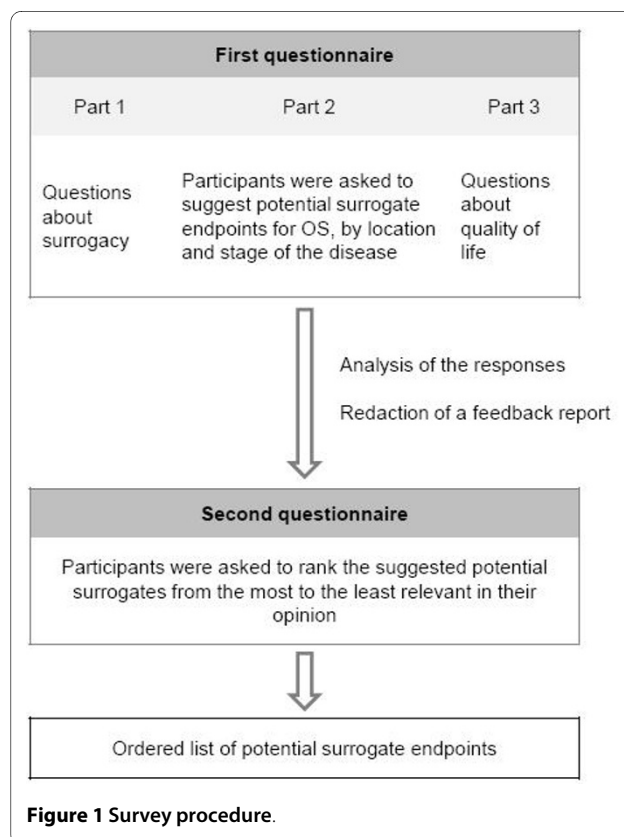 First questionnaire
Part 1 Part 2 Part 3
Questions
about
surrogacy
Participants were asked to
suggest potential surrogate
endpoints for OS, by location
and stage of the disease
Questions
about
quality of
life
Analysis of the responses
Redaction of a feedback report
Second questionnaire
Participants were asked to rank the suggested potential
surrogates from the most to the least relevant in their
opinion
Ordered list of potential surrogate endpoints
Figure 1 Survey procedure.